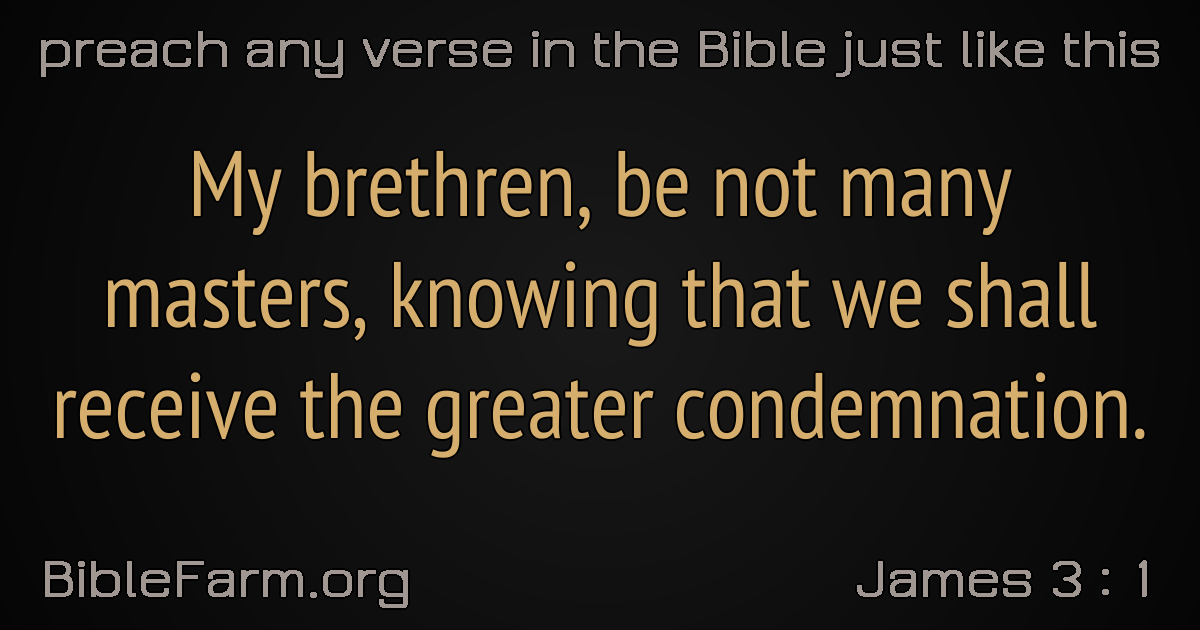 preach any verse in the Bible just like this
My brethren, be not many
masters, knowing that we shall
receive the greater condemnation.
BibleFarm.org
James 3 : 1